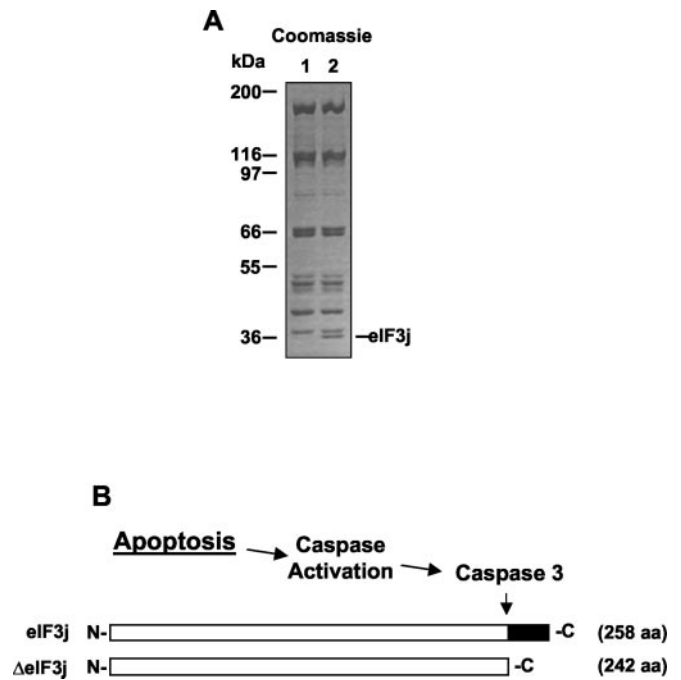 A
Coomassie
kDa
1 2
200
116
97
66
55
36
eIF3j
B
Apoptosis
Caspase
Activation
Caspase 3
eIF3j N- -C (258 aa)
ΔeIF3j N- -C (242 aa)